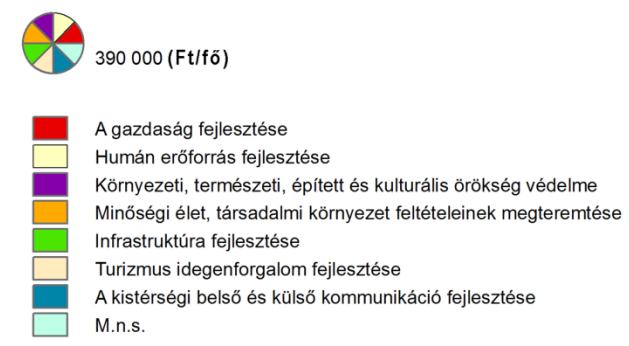 390 000 (Ft/fő)
A gazdaság fejlesztése
Humán erőforrás fejlesztése
Környezeti, természeti, épített és kulturális örökség védelme
Minőségi élet, társadalmi környezet feltételeinek megteremtése
Infrastruktúra fejlesztése
Turizmus idegenforgalom fejlesztése
A kistérségi belső és külső kommunikáció fejlesztése
M.n.s.